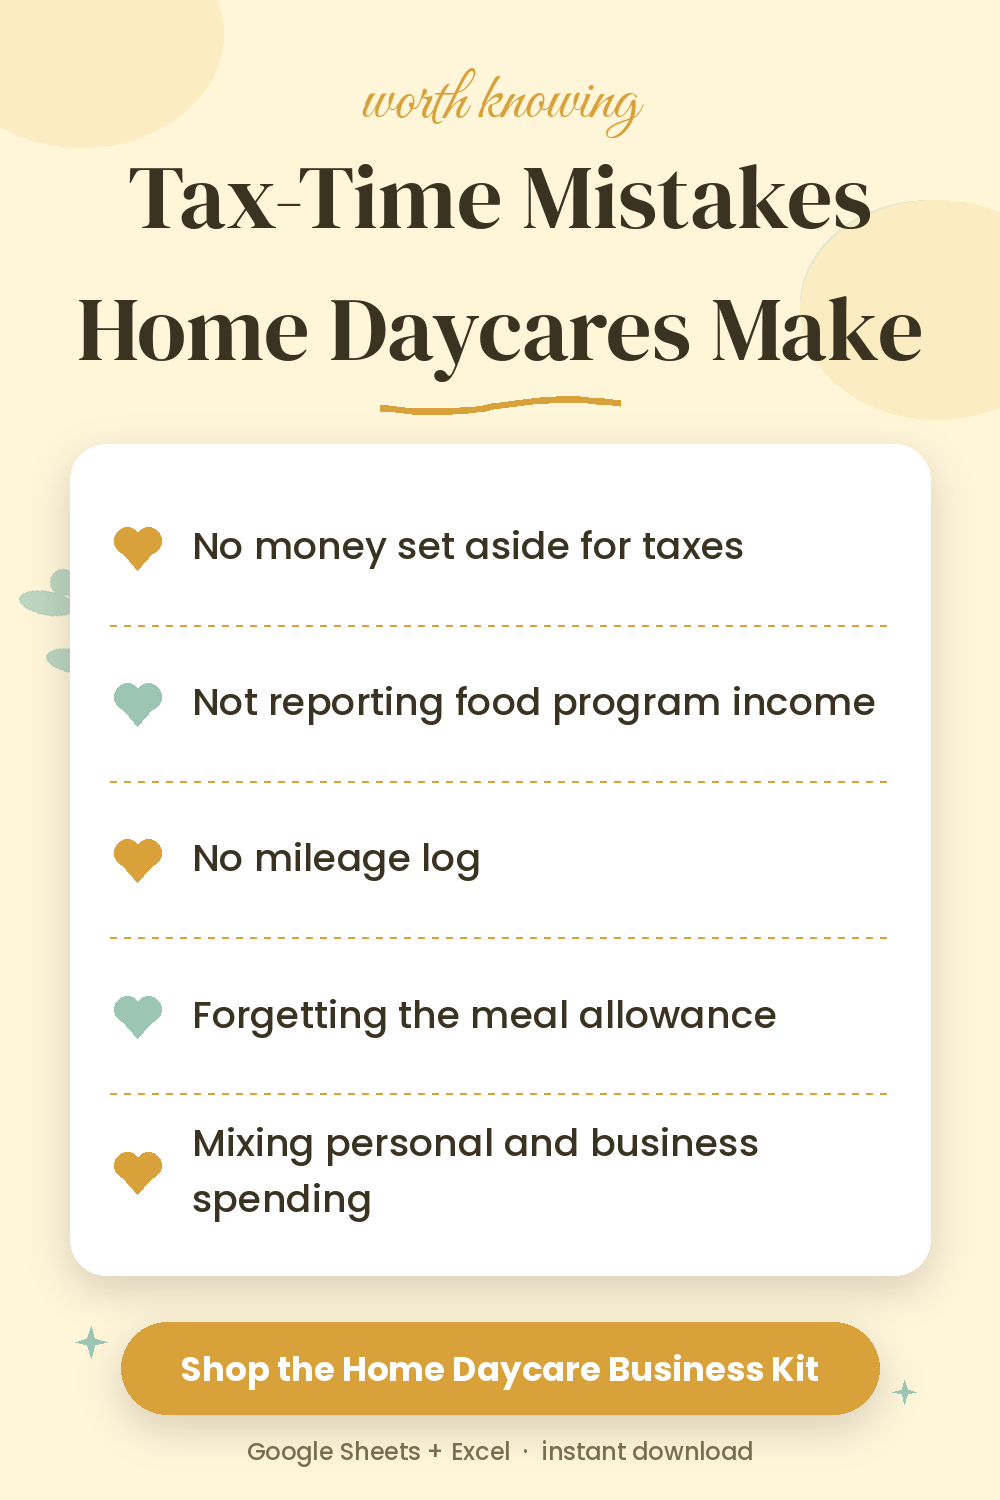 worth knowing
Tax-Time Mistakes
Home Daycares Make
No money set aside for taxes
Not reporting food program income
No mileage log
Forgetting the meal allowance
Mixing personal and business
spending
Shop the Home Daycare Business Kit
Google Sheets + Excel · instant download